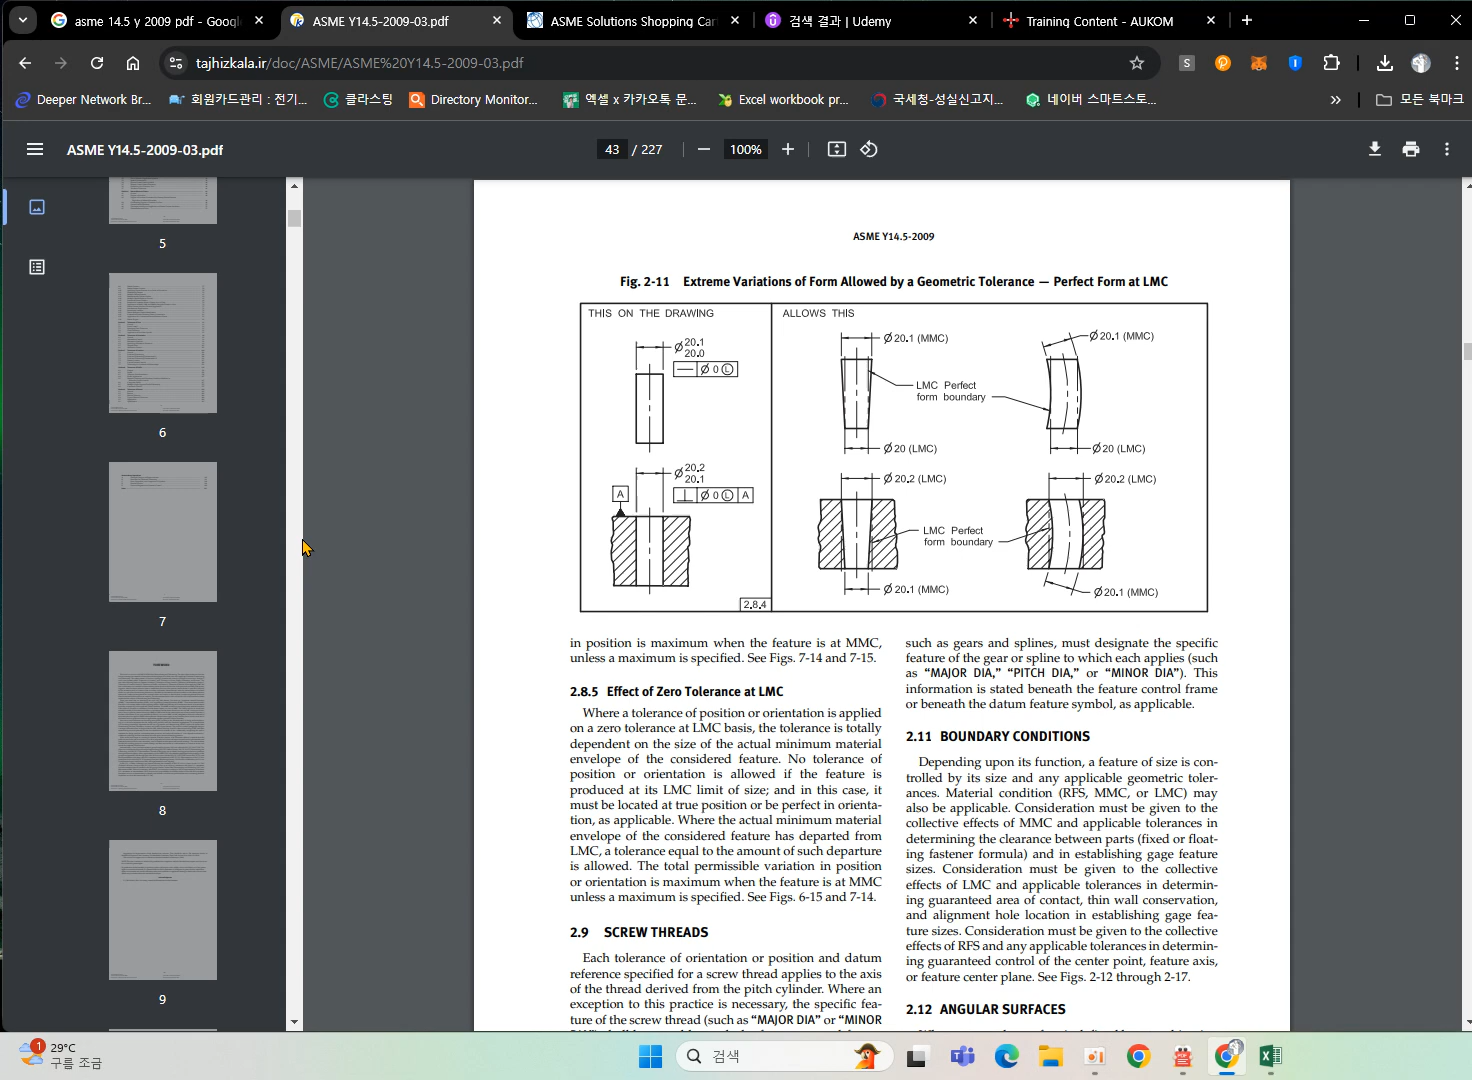 asme 14.5 y 2009 pdf - Googl
ASME Y14.5-2009-03.pdf
ASME Solutions Shopping Car
검색 결과 | Udemy
Training Content - AUKOM
tajhizkala.ir/doc/ASME/ASME%20Y14.5-2009-03.pdf
Deeper Network Br...
회원카드관리 : 전기...
클라스팅
Directory Monitor...
엑셀 x 카카오톡 문...
Excel workbook pr...
국세청-성실신고지...
네이버 스마트스토...
모든 북마크
ASME Y14.5-2009-03.pdf
43 / 227
100%
5
6
7
8
9
ASME Y14.5-2009
Fig. 2-11 Extreme Variations of Form Allowed by a Geometric Tolerance — Perfect Form at LMC
THIS ON THE DRAWING
ALLOWS THIS
⌀ 20.1
20.0
⏤ ⌀ 0 Ⓛ
⌀ 20.2
20.1
A
⟂ ⌀ 0 Ⓛ A
2.8.4
⌀ 20.1 (MMC)
⌀ 20.1 (MMC)
LMC Perfect
form boundary
⌀ 20 (LMC)
⌀ 20 (LMC)
⌀ 20.2 (LMC)
⌀ 20.2 (LMC)
LMC Perfect
form boundary
⌀ 20.1 (MMC)
⌀ 20.1 (MMC)
in position is maximum when the feature is at MMC,
unless a maximum is specified. See Figs. 7-14 and 7-15.
2.8.5 Effect of Zero Tolerance at LMC
Where a tolerance of position or orientation is applied
on a zero tolerance at LMC basis, the tolerance is totally
dependent on the size of the actual minimum material
envelope of the considered feature. No tolerance of
position or orientation is allowed if the feature is
produced at its LMC limit of size; and in this case, it
must be located at true position or be perfect in orienta-
tion, as applicable. Where the actual minimum material
envelope of the considered feature has departed from
LMC, a tolerance equal to the amount of such departure
is allowed. The total permissible variation in position
or orientation is maximum when the feature is at MMC
unless a maximum is specified. See Figs. 6-15 and 7-14.
2.9 SCREW THREADS
Each tolerance of orientation or position and datum
reference specified for a screw thread applies to the axis
of the thread derived from the pitch cylinder. Where an
exception to this practice is necessary, the specific fea-
ture of the screw thread (such as “MAJOR DIA” or “MINOR
such as gears and splines, must designate the specific
feature of the gear or spline to which each applies (such
as “MAJOR DIA,” “PITCH DIA,” or “MINOR DIA”). This
information is stated beneath the feature control frame
or beneath the datum feature symbol, as applicable.
2.11 BOUNDARY CONDITIONS
Depending upon its function, a feature of size is con-
trolled by its size and any applicable geometric toler-
ances. Material condition (RFS, MMC, or LMC) may
also be applicable. Consideration must be given to the
collective effects of MMC and applicable tolerances in
determining the clearance between parts (fixed or float-
ing fastener formula) and in establishing gage feature
sizes. Consideration must be given to the collective
effects of LMC and applicable tolerances in determin-
ing guaranteed area of contact, thin wall conservation,
and alignment hole location in establishing gage fea-
ture sizes. Consideration must be given to the collective
effects of RFS and any applicable tolerances in determin-
ing guaranteed control of the center point, feature axis,
or feature center plane. See Figs. 2-12 through 2-17.
2.12 ANGULAR SURFACES
1
29°C
구름 조금
검색